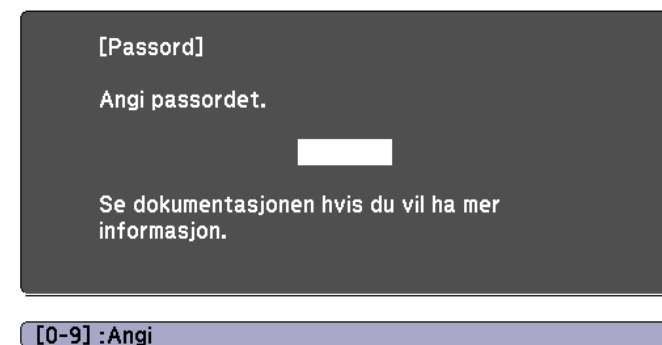 [Passord]
Angi passordet.
Se dokumentasjonen hvis du vil ha mer
informasjon.
[0-9] :Angi